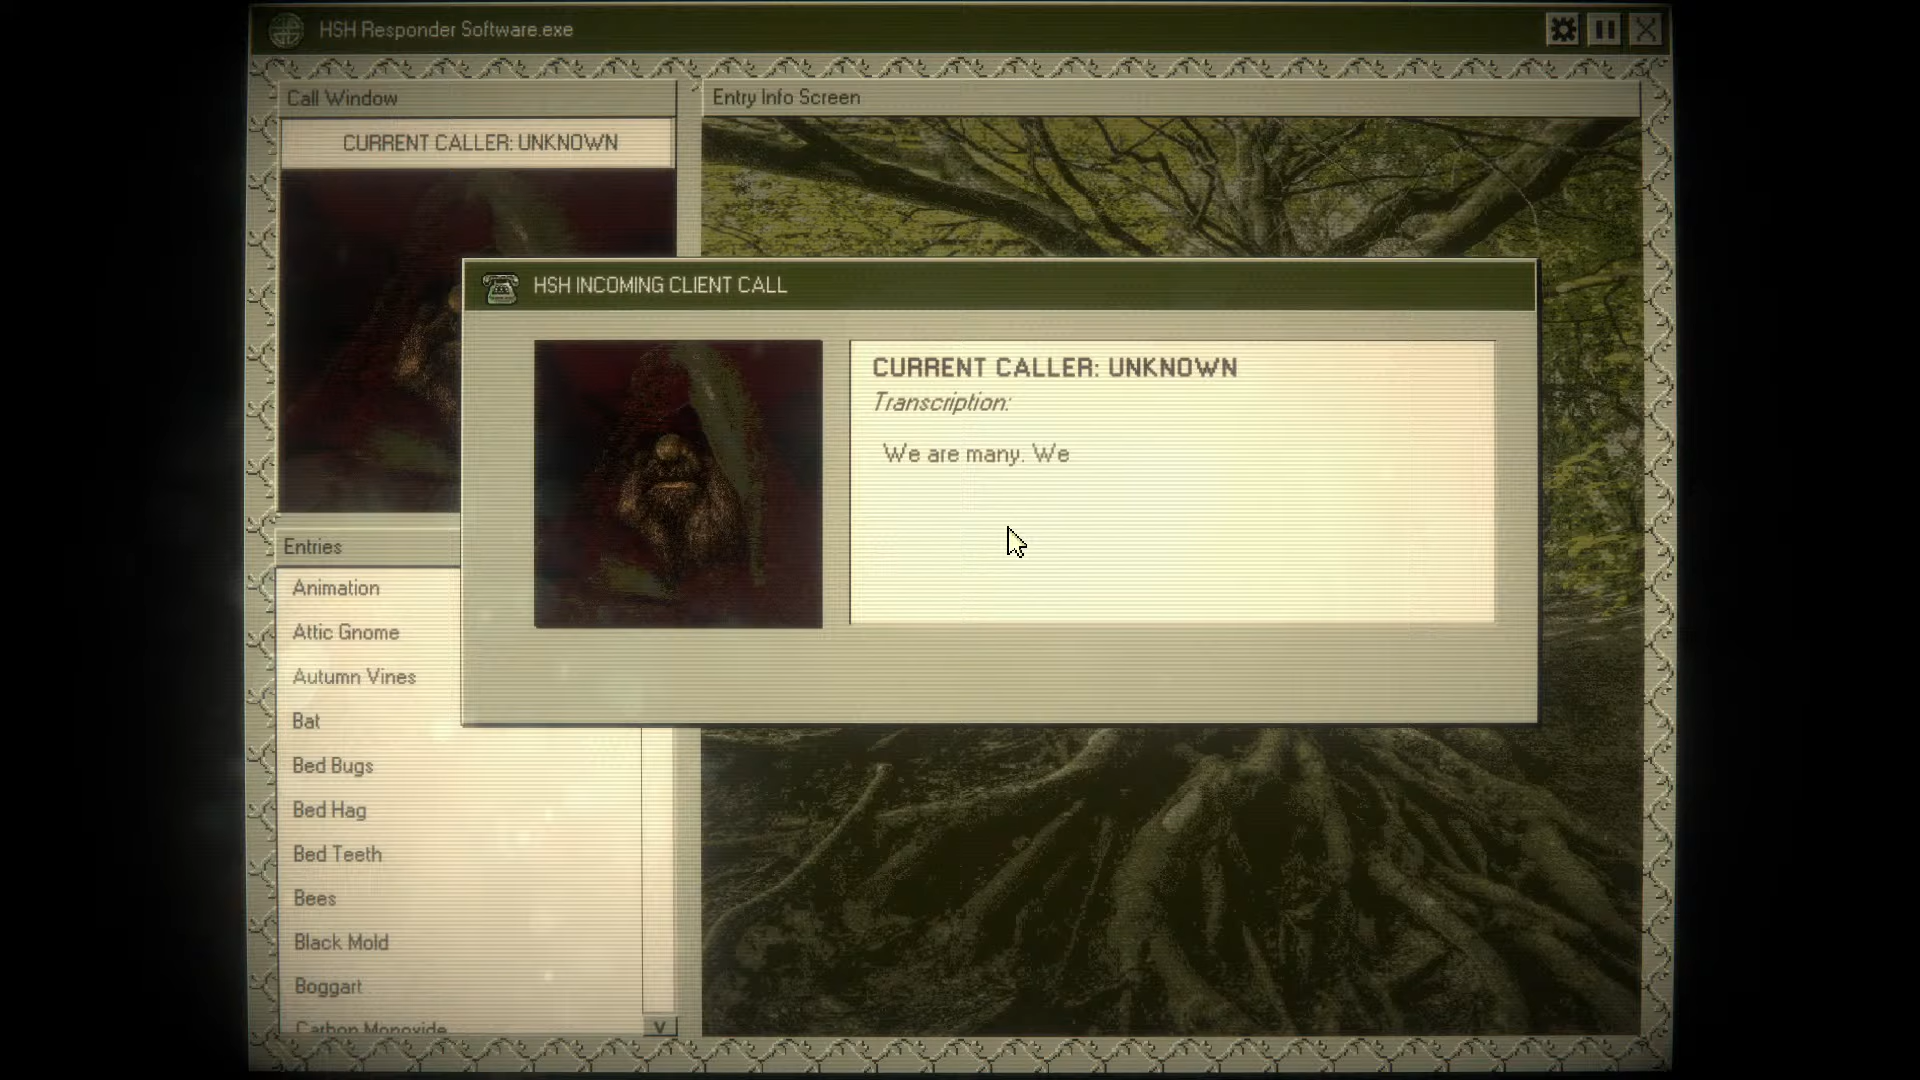 HSH Responder Software.exe
Call Window
CURRENT CALLER: UNKNOWN
Entry Info Screen
HSH INCOMING CLIENT CALL
CURRENT CALLER: UNKNOWN
Transcription:
We are many. We
Entries
Animation
Attic Gnome
Autumn Vines
Bat
Bed Bugs
Bed Hag
Bed Teeth
Bees
Black Mold
Boggart
Carbon Monoxide